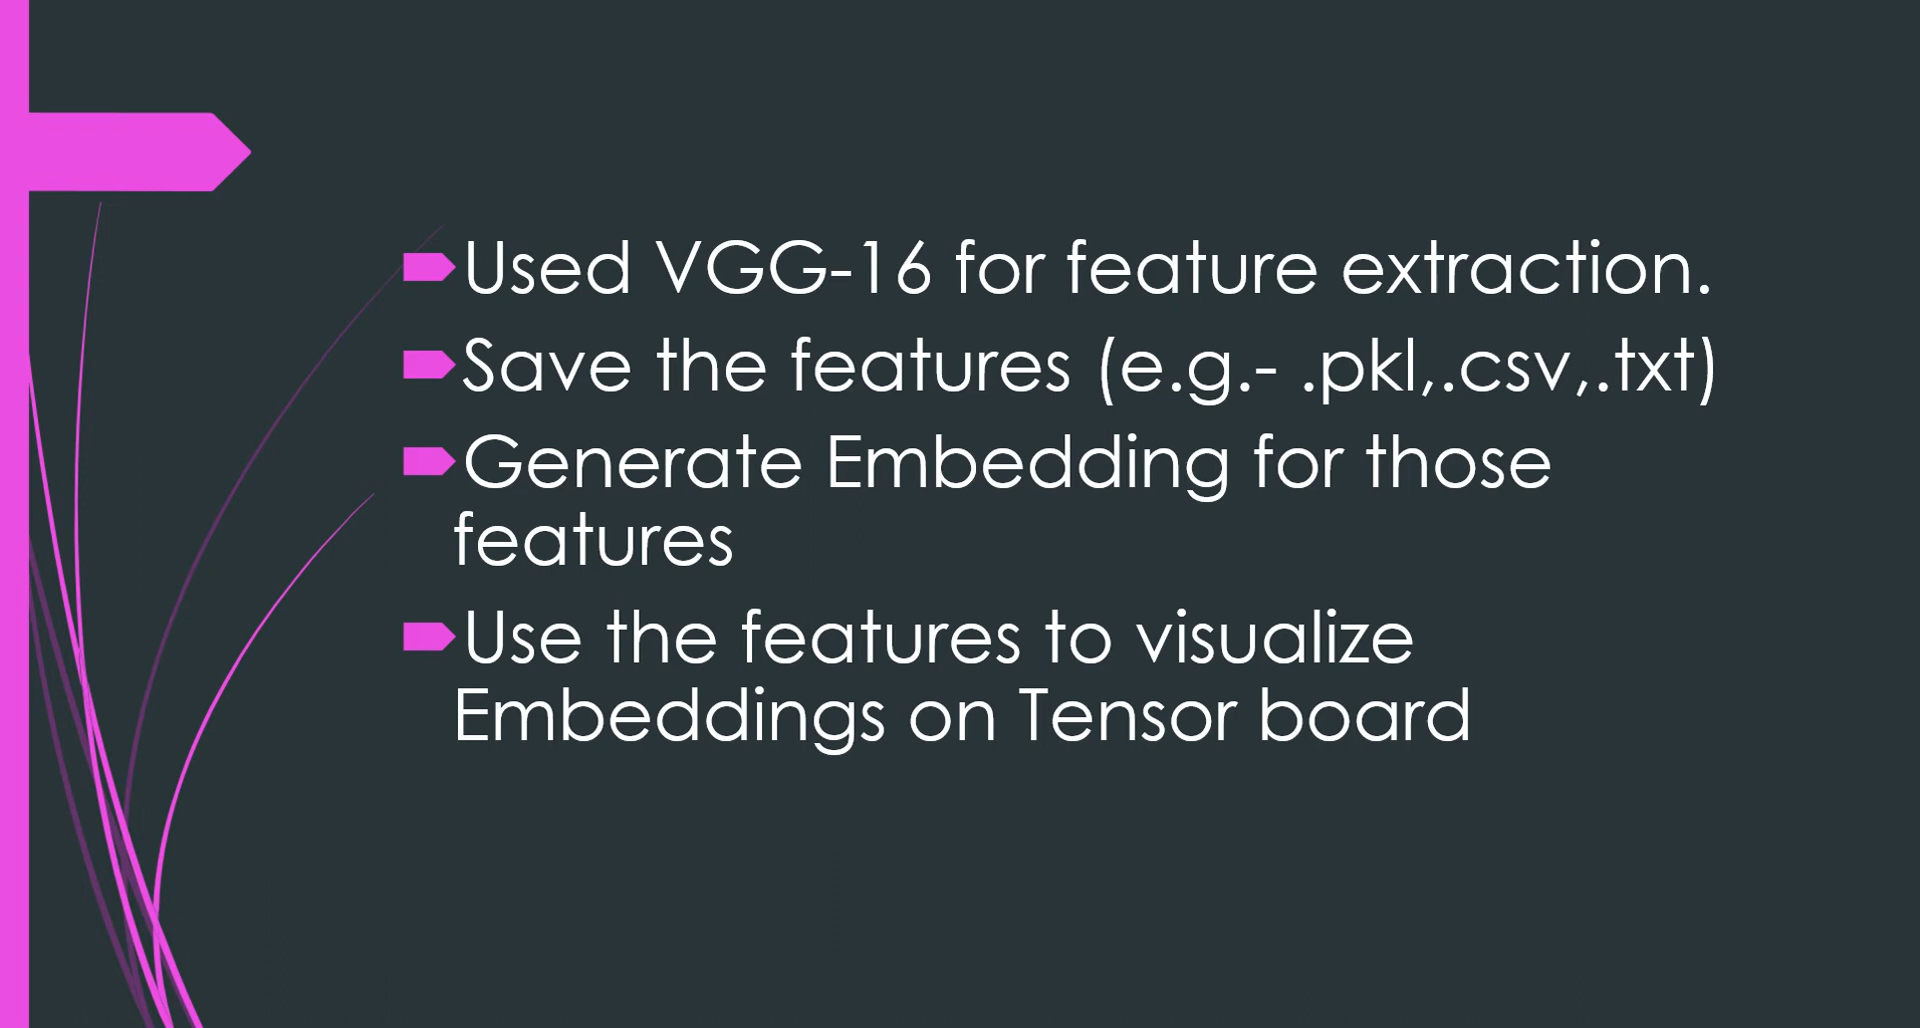 Used VGG-16 for feature extraction.
Save the features (e.g.- .pkl,.csv,.txt)
Generate Embedding for those
features
Use the features to visualize
Embeddings on Tensor board